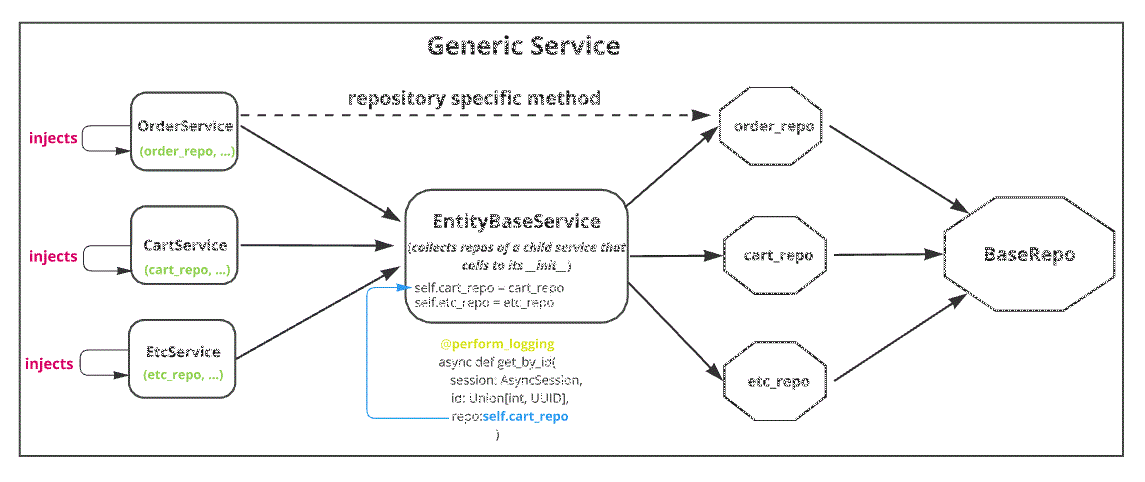 Generic Service
repository specific method
injects
OrderService
(order_repo, ...)
order_repo
injects
CartService
(cart_repo, ...)
EntityBaseService
(collects repos of a child service that
calls to its __init__)
self.cart_repo = cart_repo
self.etc_repo = etc_repo
cart_repo
BaseRepo
injects
EtcService
(etc_repo, ...)
@perform_logging
async def get_by_id(
session: AsyncSession,
id: Union[int, UUID],
repo:self.cart_repo
)
etc_repo